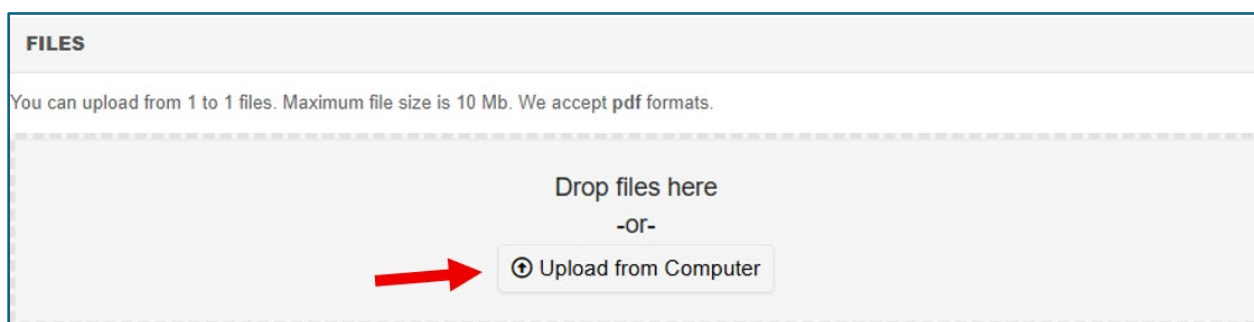 FILES
You can upload from 1 to 1 files. Maximum file size is 10 Mb. We accept pdf formats.
Drop files here
-or-
Upload from Computer